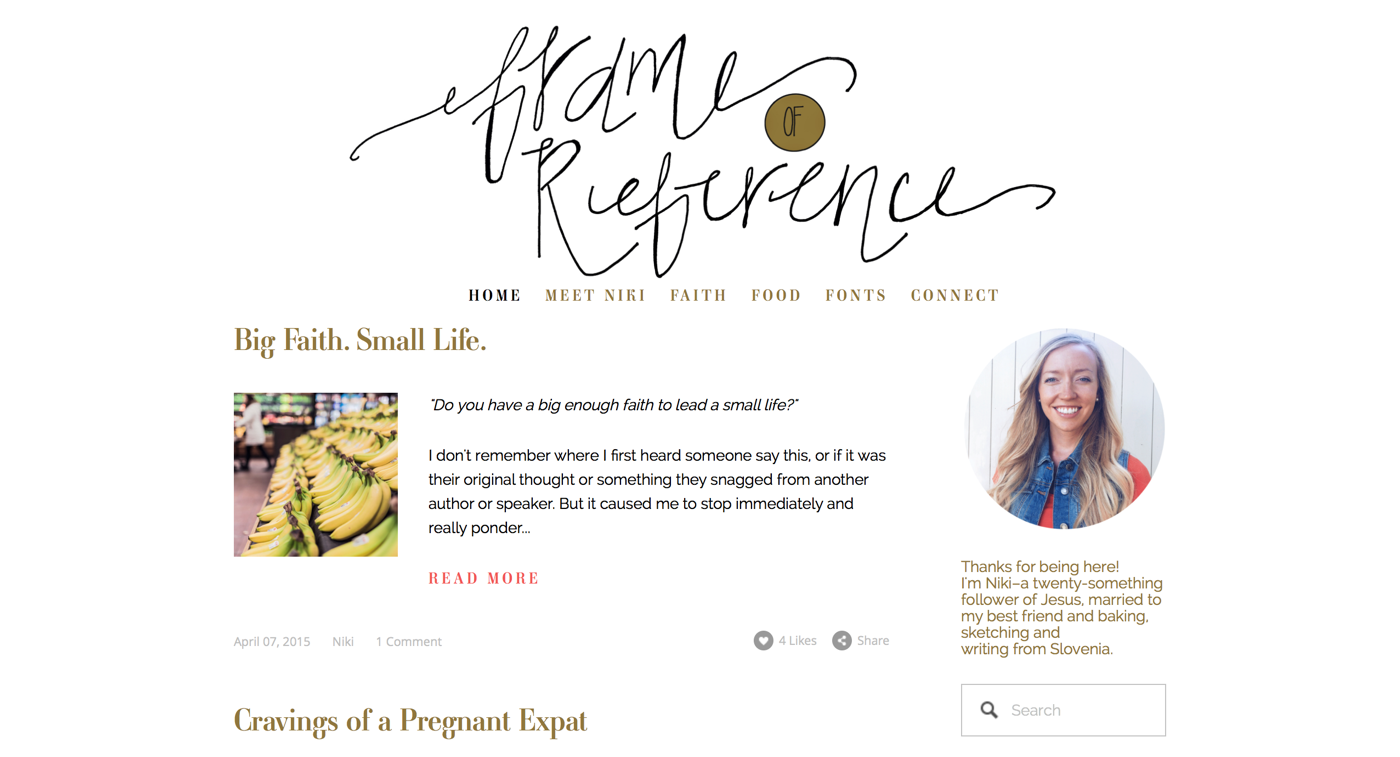 Frame
OF
Reference
HOME MEET NIKI FAITH FOOD FONTS CONNECT
Big Faith. Small Life.
"Do you have a big enough faith to lead a small life?"
I don't remember where I first heard someone say this, or if it was
their original thought or something they snagged from another
author or speaker. But it caused me to stop immediately and
really ponder...
READ MORE
April 07, 2015 Niki 1 Comment
4 Likes Share
Cravings of a Pregnant Expat
Thanks for being here!
I'm Niki–a twenty-something
follower of Jesus, married to
my best friend and baking,
sketching and
writing from Slovenia.
Search